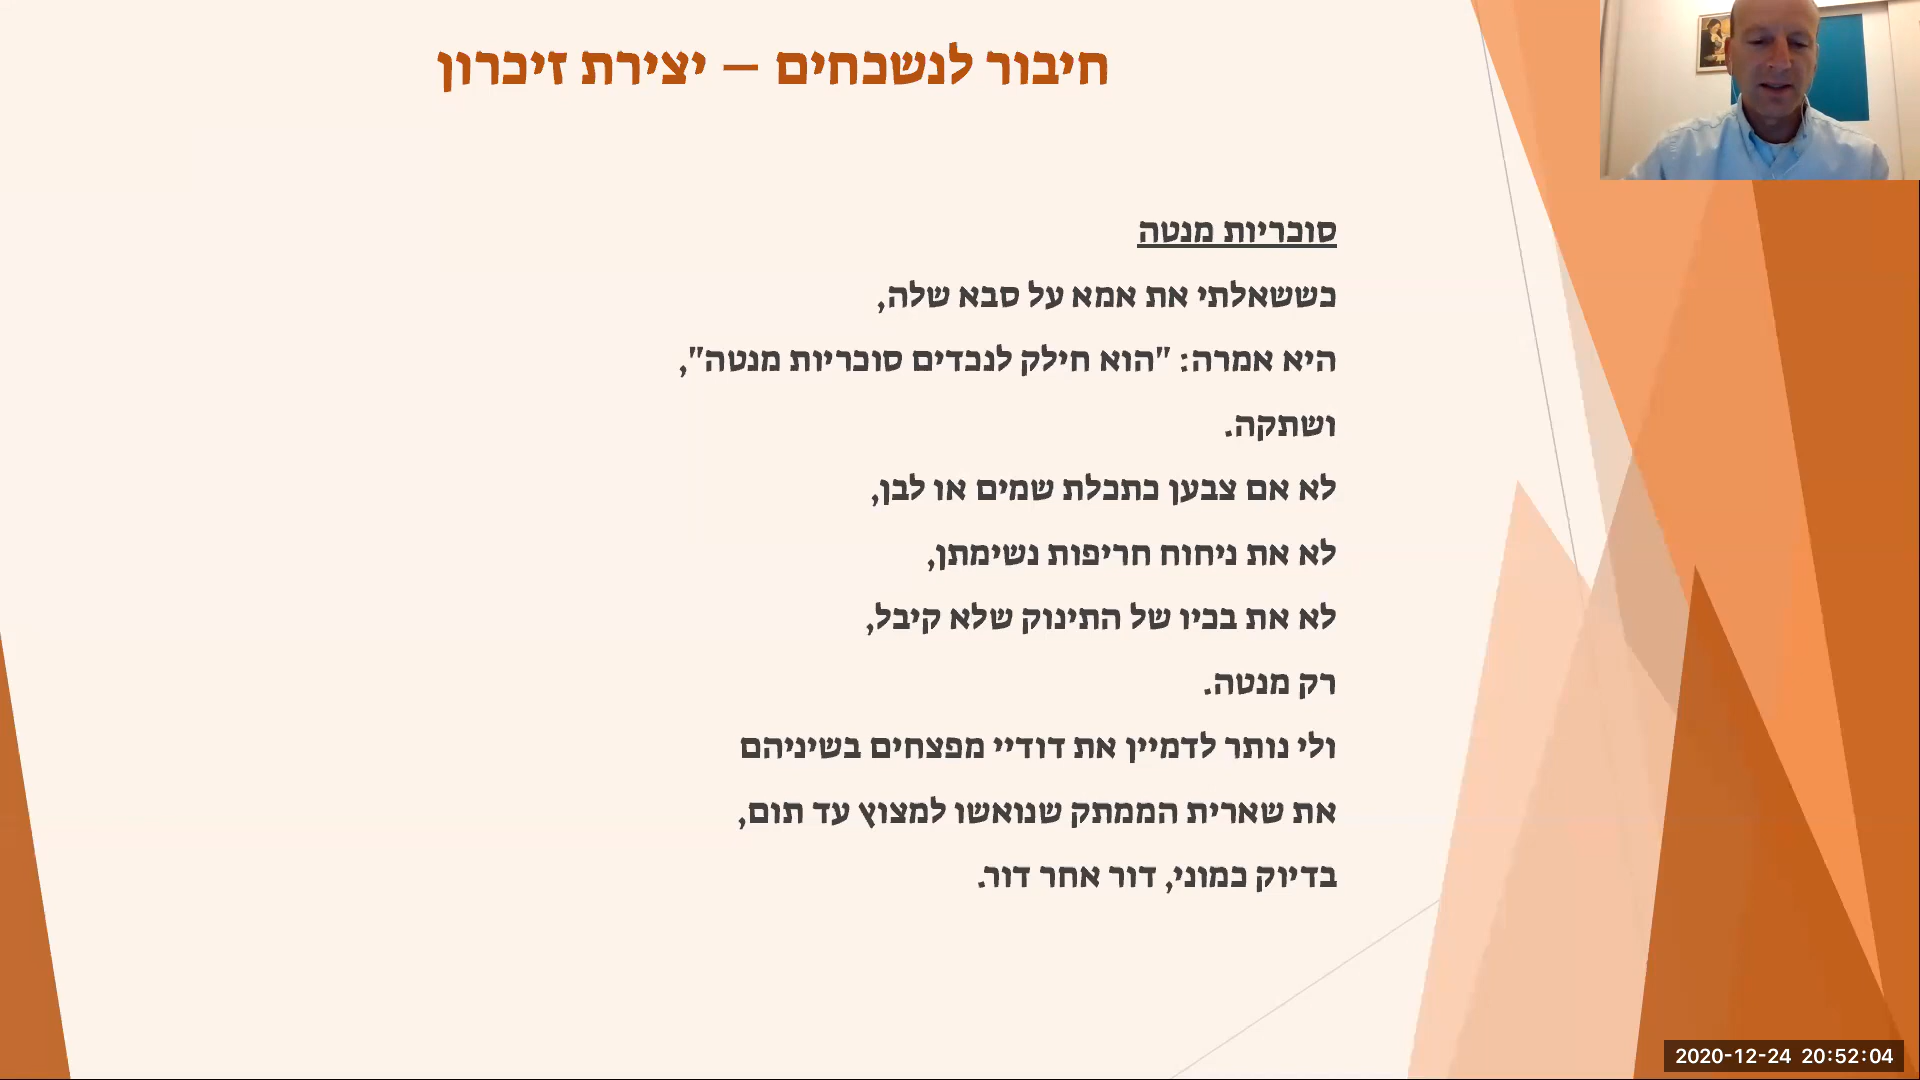 חיבור לנשכחים – יצירת זיכרון
סוכריות מנטה
כששאלתי את אמא על סבא שלה,
היא אמרה: "הוא חילק לנכדים סוכריות מנטה",
ושתקה.
לא אם צבען כתכלת שמים או לבן,
לא את ניחוח חריפות נשימתן,
לא את בכיו של התינוק שלא קיבל,
רק מנטה.
ולי נותר לדמיין את דודיי מפצחים בשיניהם
את שארית הממתק שנואשו למצוץ עד תום,
בדיוק כמוני, דור אחר דור.
2020-12-24 20:52:04